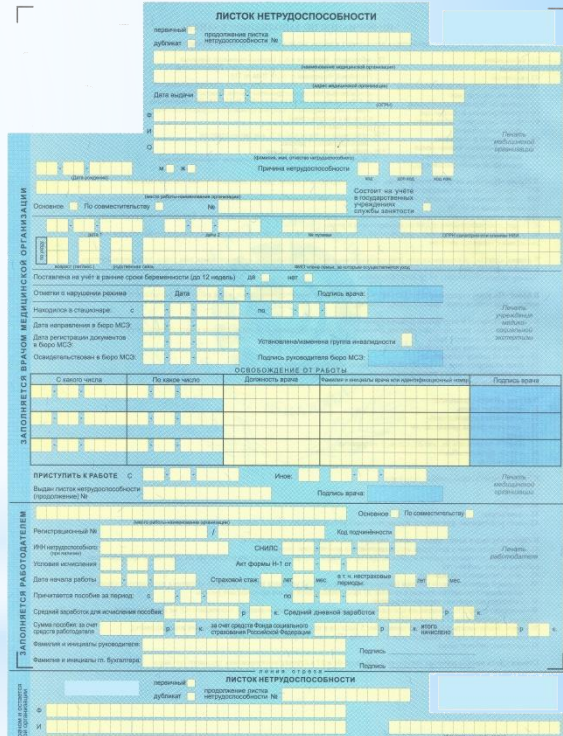 ЛИСТОК НЕТРУДОСПОСОБНОСТИ
первичный
продолжение листка
нетрудоспособности №
дубликат
(наименование медицинской организации)
(адрес медицинской организации)
Дата выдачи
(ОГРН)
Ф
И
О
Печать
медицинской
организации
(фамилия, имя, отчество нетрудоспособного)
м ж Причина нетрудоспособности
(Дата рождения)
код доп код код изм.
(место работы-наименование организации)
Состоит на учёте
в государственных
учреждениях
службы занятости
Основное По совместительству №
дата 1 дата 2 № путевки
по уходу
ФИО члена семьи, за которым осуществляется уход
ЗАПОЛНЯЕТСЯ ВРАЧОМ МЕДИЦИНСКОЙ ОРГАНИЗАЦИИ
Поставлена на учёт в ранние сроки беременности (до 12 недель) да нет
Отметки о нарушении режима Дата Подпись врача:
Находился в стационаре: с по
Печать
учреждения
медико-
социальной
экспертизы
Дата направления в бюро МСЭ:
Дата регистрации документов
в бюро МСЭ:
Установлена/изменена группа инвалидности
Освидетельствован в бюро МСЭ: Подпись руководителя бюро МСЭ:
ОСВОБОЖДЕНИЕ ОТ РАБОТЫ
С какого числа По какое число Должность врача Фамилия и инициалы врача или идентификационный номер Подпись врача
ПРИСТУПИТЬ К РАБОТЕ С Иное:
Печать
медицинской
организации
Выдан листок нетрудоспособности
(продолжение) №
Подпись врача:
ЗАПОЛНЯЕТСЯ РАБОТОДАТЕЛЕМ
Основное По совместительству
(место работы-наименование организации)
Регистрационный № / Код подчинённости
ИНН нетрудоспособного
(при наличии)
СНИЛС
Печать
работодателя
Условия исчисления Акт формы Н-1 от
Дата начала работы Страховой стаж: лет мес. в т. ч. нестраховые
периоды: лет мес.
Причитается пособие за период: с по
Средний заработок для исчисления пособия: р к. Средний дневной заработок р к.
Сумма пособия: за счет
средств работодателя р к. за счет средств Фонда социального
страхования Российской Федерации р к. итого
начислено р к.
Фамилия и инициалы руководителя: Подпись
Фамилия и инициалы гл. бухгалтера: Подпись
линия отреза
ЛИСТОК НЕТРУДОСПОСОБНОСТИ
первичный
продолжение листка
нетрудоспособности №
дубликат
Ф
И